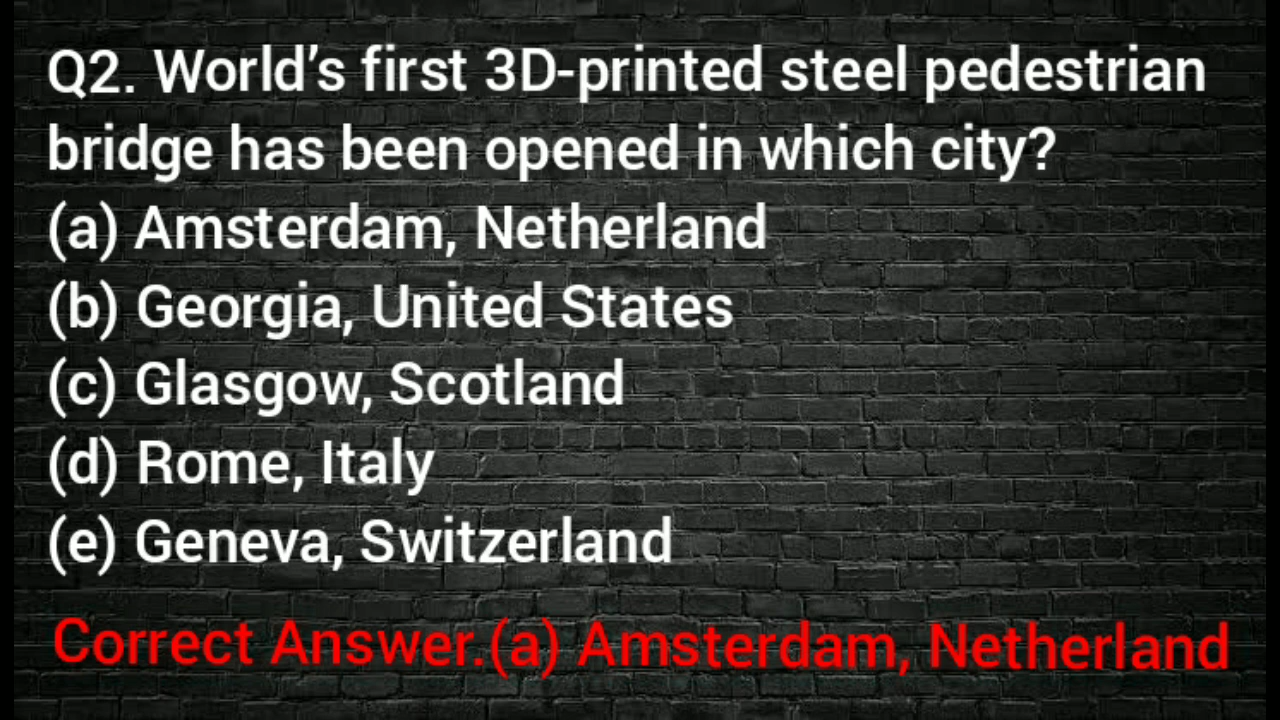 Q2. World's first 3D-printed steel pedestrian
bridge has been opened in which city?
(a) Amsterdam, Netherland
(b) Georgia, United States
(c) Glasgow, Scotland
(d) Rome, Italy
(e) Geneva, Switzerland
Correct Answer.(a) Amsterdam, Netherland